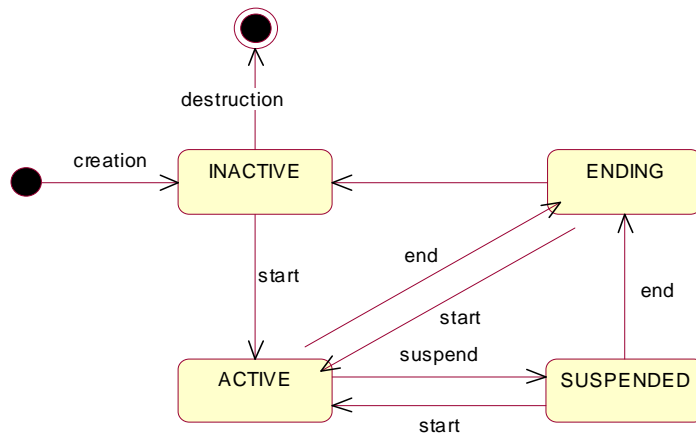 destruction
creation
INACTIVE
ENDING
start
end
end
start
suspend
ACTIVE
SUSPENDED
start